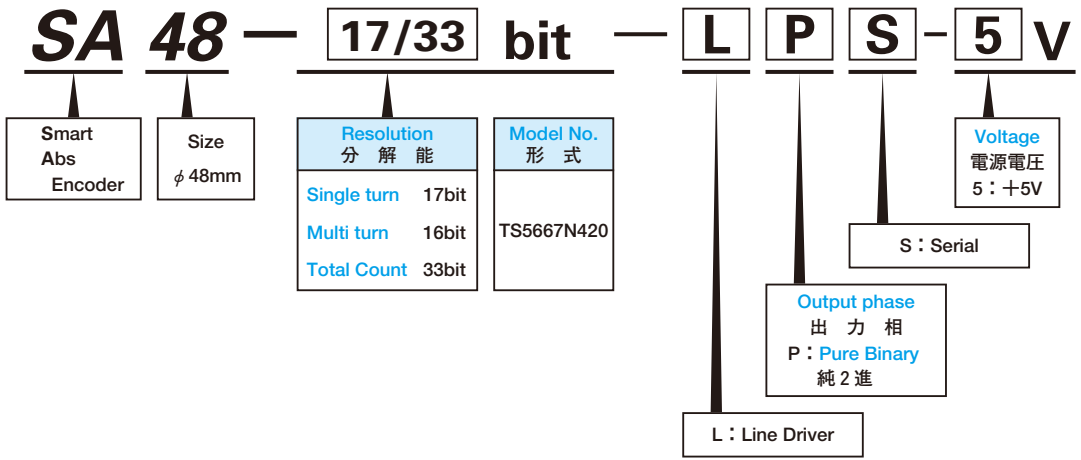 SA 48 — 17/33 bit — L P S - 5 V
Smart
Abs
Encoder
Size
φ 48mm
Resolution
分 解 能
Single turn 17bit
Multi turn 16bit
Total Count 33bit
Model No.
形 式
TS5667N420
Voltage
電源電圧
5：＋5V
S：Serial
Output phase
出 力 相
P：Pure Binary
純 2 進
L：Line Driver